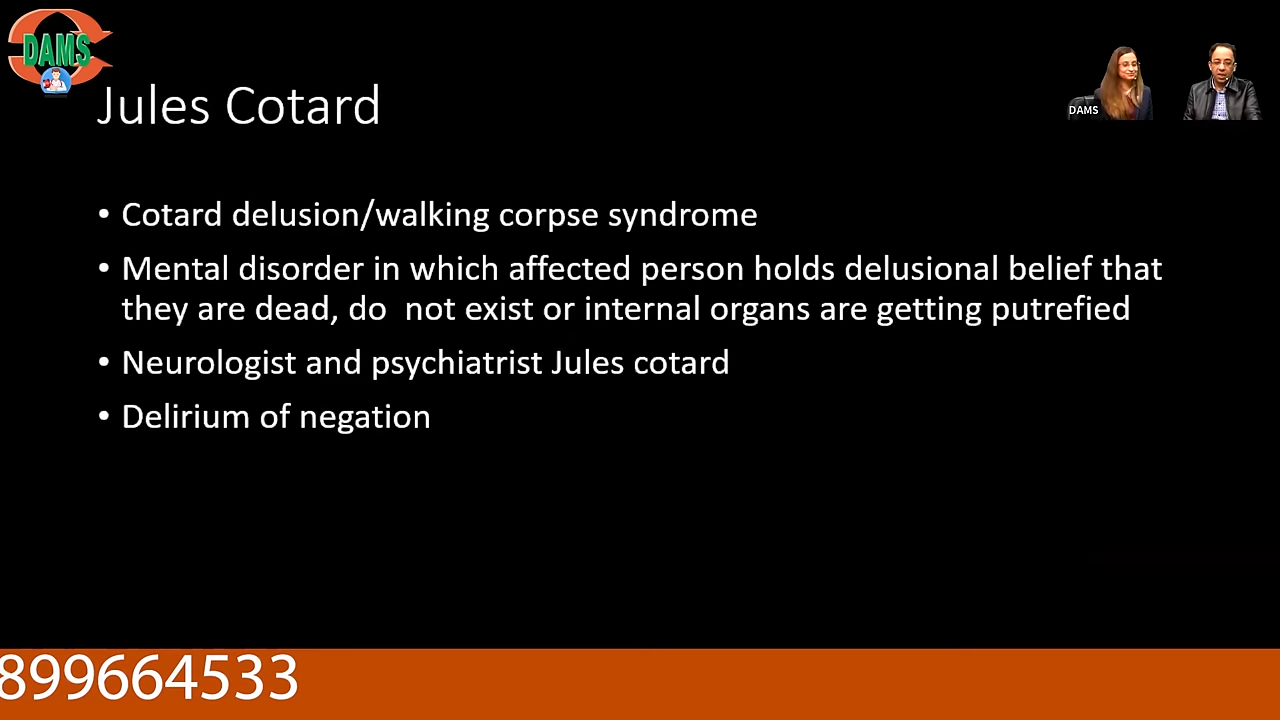 DAMS
Jules Cotard
DAMS
• Cotard delusion/walking corpse syndrome
• Mental disorder in which affected person holds delusional belief that
they are dead, do  not exist or internal organs are getting putrefied
• Neurologist and psychiatrist Jules cotard
• Delirium of negation
899664533